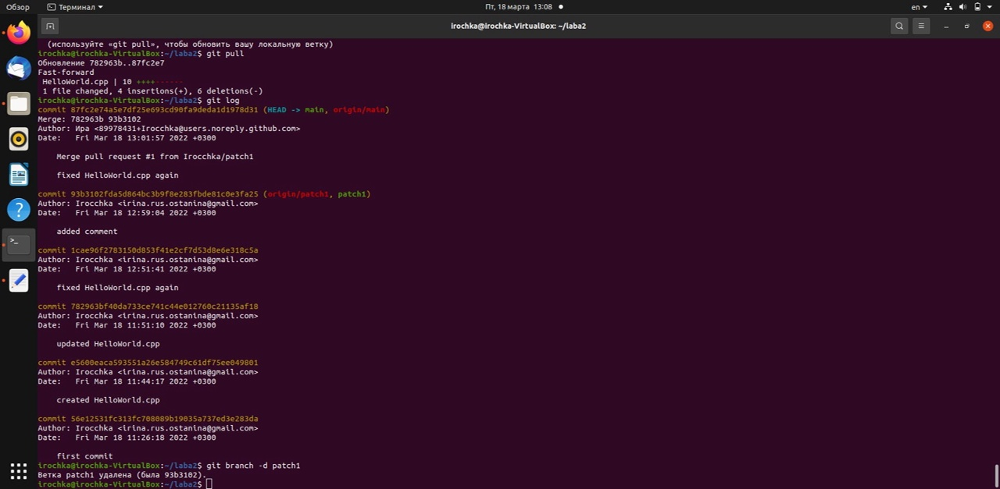 Обзор
Терминал
Пт, 18 марта 13:08
en
irochka@irochka-VirtualBox: ~/laba2
(используйте «git pull», чтобы обновить вашу локальную ветку)
irochka@irochka-VirtualBox:~/laba2$ git pull
Обновление 782963b..87fc2e7
Fast-forward
HelloWorld.cpp | 10 ++++------
1 file changed, 4 insertions(+), 6 deletions(-)
irochka@irochka-VirtualBox:~/laba2$ git log
commit 87fc2e74a5e7df25e693cd90fa9deda1d1978d31 (HEAD -> main, origin/main)
Merge: 782963b 93b3102
Author: Ира <89978431+Irocchka@users.noreply.github.com>
Date:   Fri Mar 18 13:01:57 2022 +0300
Merge pull request #1 from Irocchka/patch1
fixed HelloWorld.cpp again
commit 93b3102fda5d864bc3b9f8e283fbde81c0e3fa25 (origin/patch1, patch1)
Author: Irocchka <irina.rus.ostanina@gmail.com>
Date:   Fri Mar 18 12:59:04 2022 +0300
added comment
commit 1cae96f2783150d853f41e2cf7d53d8e6e318c5a
Author: Irocchka <irina.rus.ostanina@gmail.com>
Date:   Fri Mar 18 12:51:41 2022 +0300
fixed HelloWorld.cpp again
commit 782963bf40da733ce741c44e012760c21135af18
Author: Irocchka <irina.rus.ostanina@gmail.com>
Date:   Fri Mar 18 11:51:10 2022 +0300
updated HelloWorld.cpp
commit e5600eaca593551a26e584749c61df75ee049801
Author: Irocchka <irina.rus.ostanina@gmail.com>
Date:   Fri Mar 18 11:44:17 2022 +0300
created HelloWorld.cpp
commit 56e12531fc313fc708089b19035a737ed3e283da
Author: Irocchka <irina.rus.ostanina@gmail.com>
Date:   Fri Mar 18 11:26:18 2022 +0300
first commit
irochka@irochka-VirtualBox:~/laba2$ git branch -d patch1
Ветка patch1 удалена (была 93b3102).
irochka@irochka-VirtualBox:~/laba2$